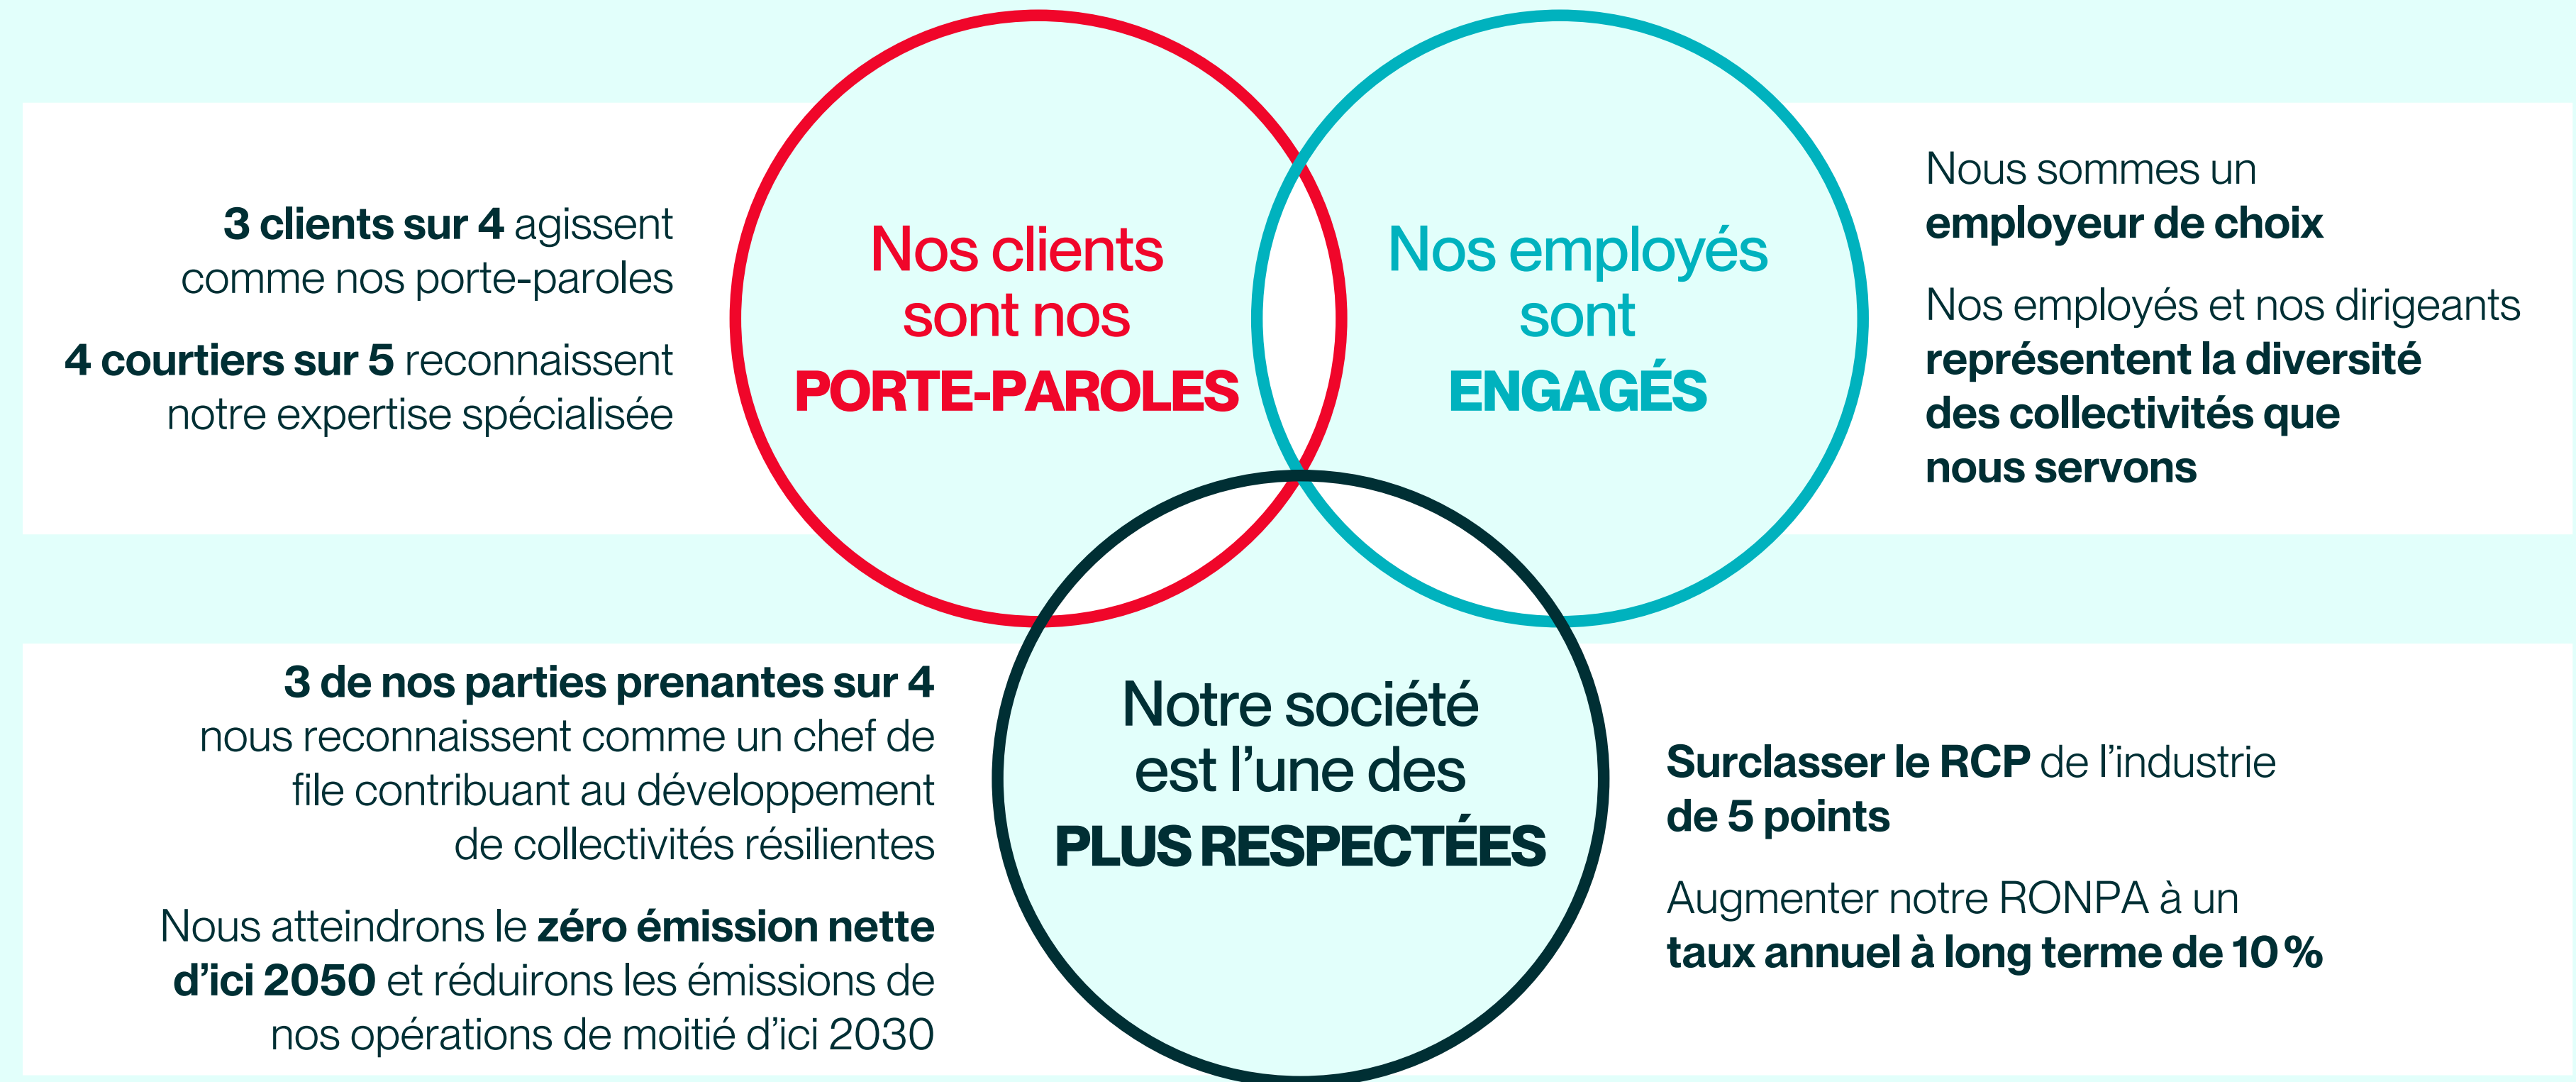 3 clients sur 4 agissent
comme nos porte-paroles
4 courtiers sur 5 reconnaissent
notre expertise spécialisée
Nos clients
sont nos
PORTE-PAROLES
Nos employés
sont
ENGAGÉS
Nous sommes un
employeur de choix
Nos employés et nos dirigeants
représentent la diversité
des collectivités que
nous servons
3 de nos parties prenantes sur 4
nous reconnaissent comme un chef de
file contribuant au développement
de collectivités résilientes
Nous atteindrons le zéro émission nette
d’ici 2050 et réduirons les émissions de
nos opérations de moitié d’ici 2030
Notre société
est l’une des
PLUS RESPECTÉES
Surclasser le RCP de l’industrie
de 5 points
Augmenter notre RONPA à un
taux annuel à long terme de 10 %